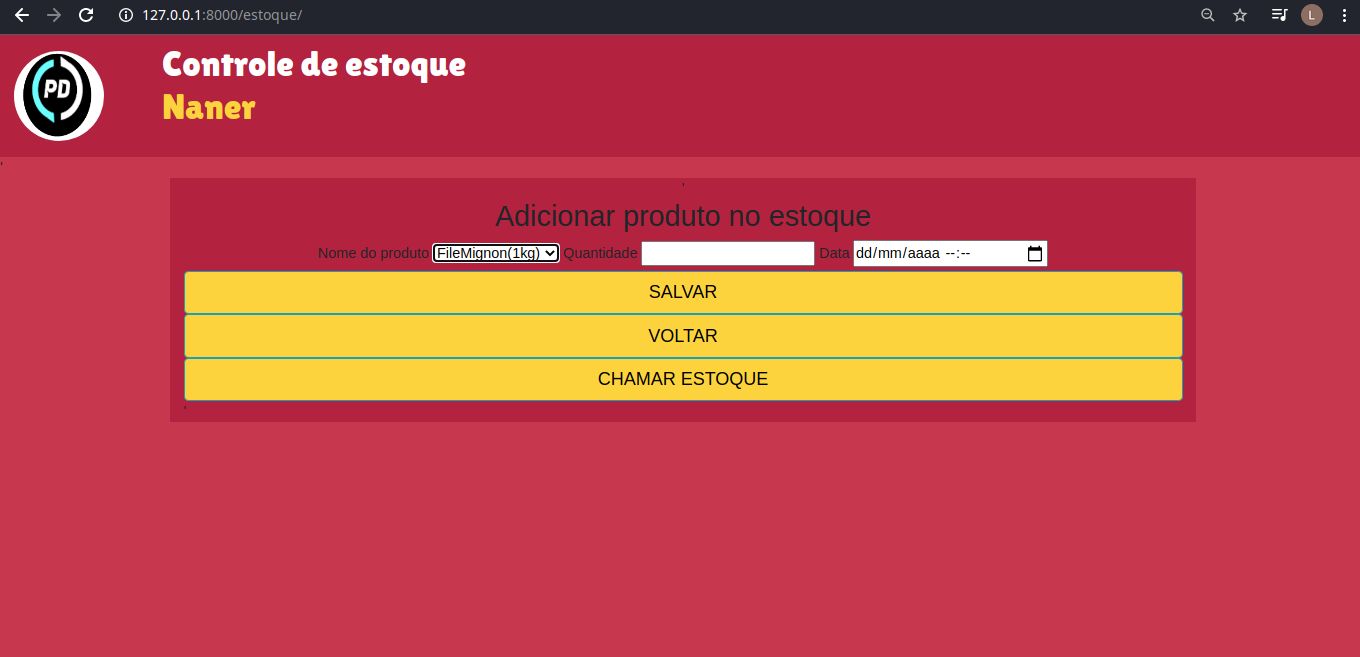 127.0.0.1:8000/estoque/
L
PD
Controle de estoque
Naner
Adicionar produto no estoque
Nome do produto FileMignon(1kg) Quantidade Data dd/mm/aaaa --:--
SALVAR
VOLTAR
CHAMAR ESTOQUE